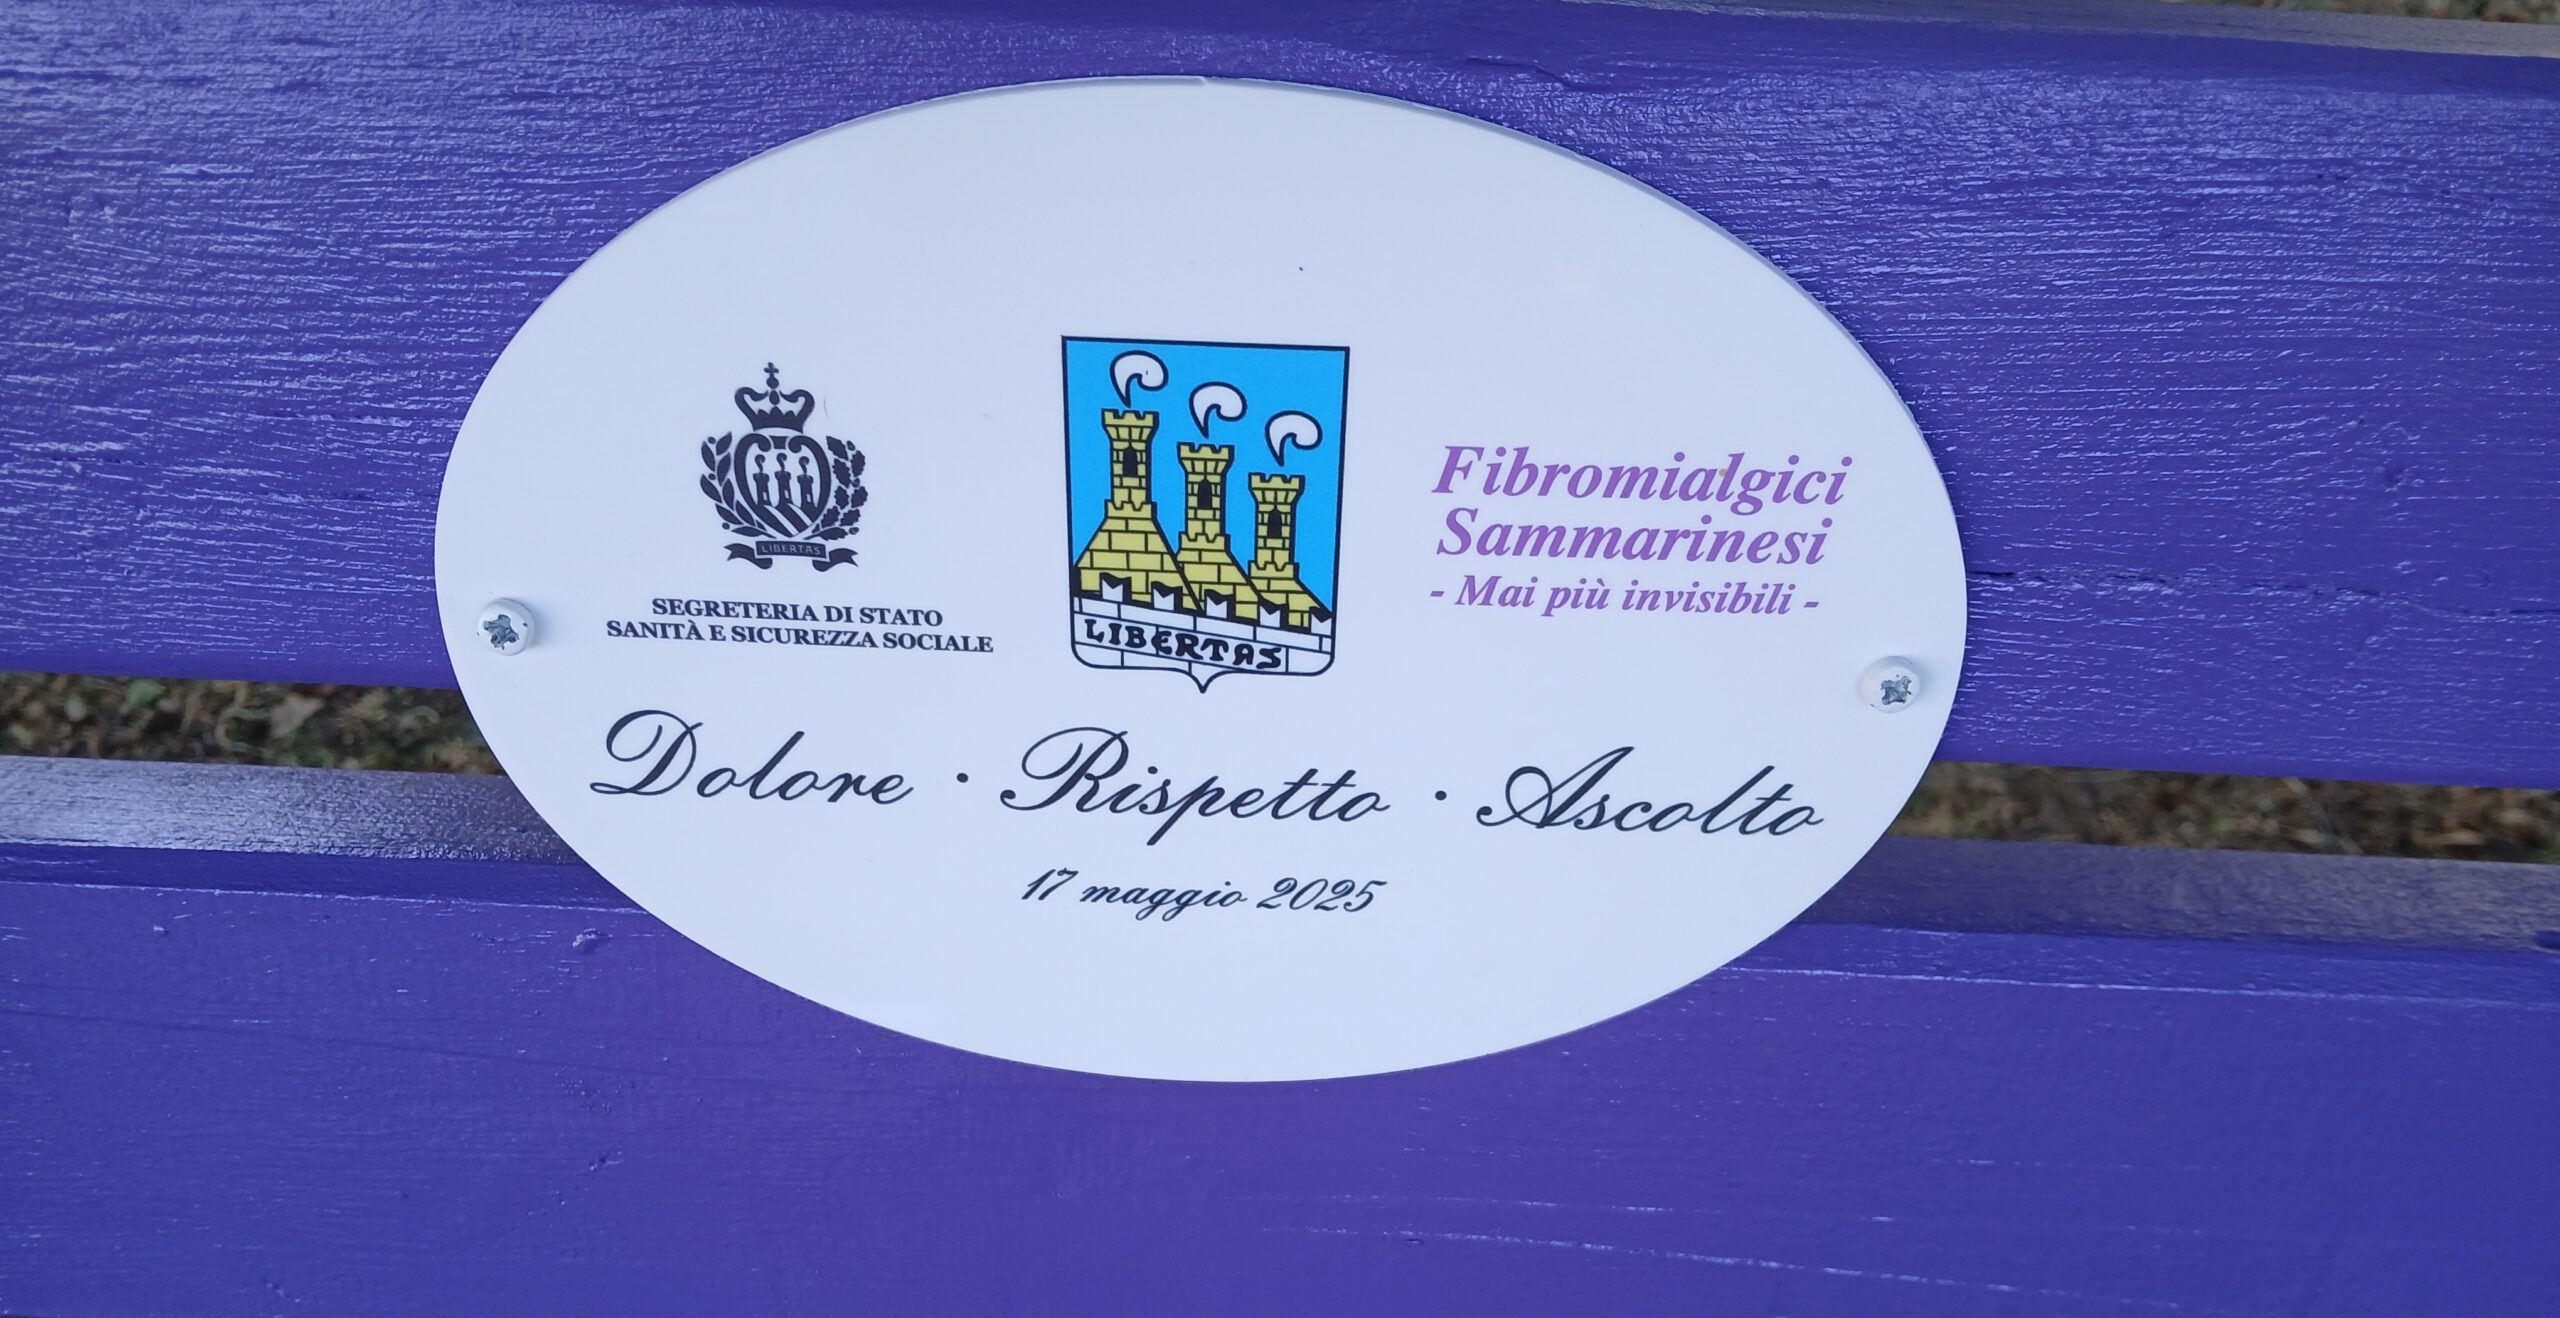 LIBERTAS
SEGRETERIA DI STATO
SANITÀ E SICUREZZA SOCIALE
LIBERTAS
Fibromialgici
Sammarinesi
- Mai più invisibili -
Dolore · Rispetto · Ascolto
17 maggio 2025